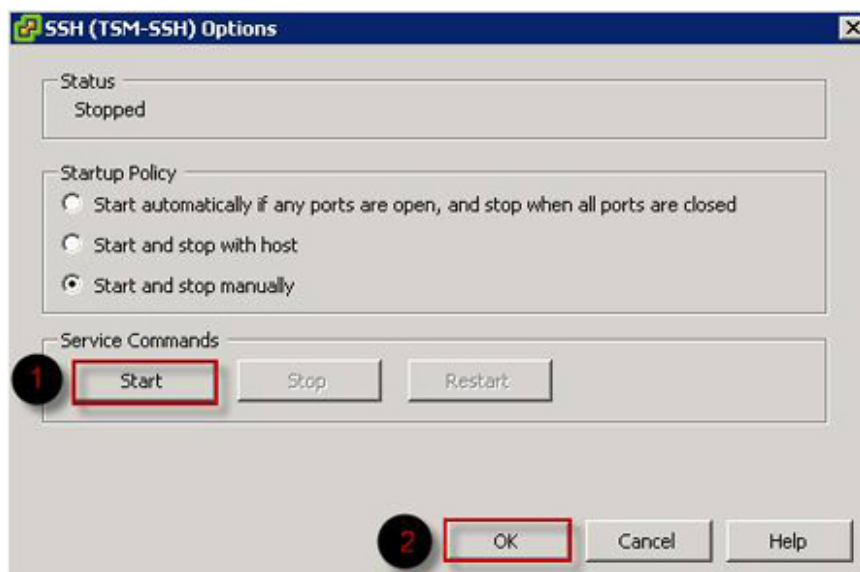 SSH (TSM-SSH) Options
Status
Stopped
Startup Policy
Start automatically if any ports are open, and stop when all ports are closed
Start and stop with host
Start and stop manually
Service Commands
1 Start Stop Restart
2 OK Cancel Help